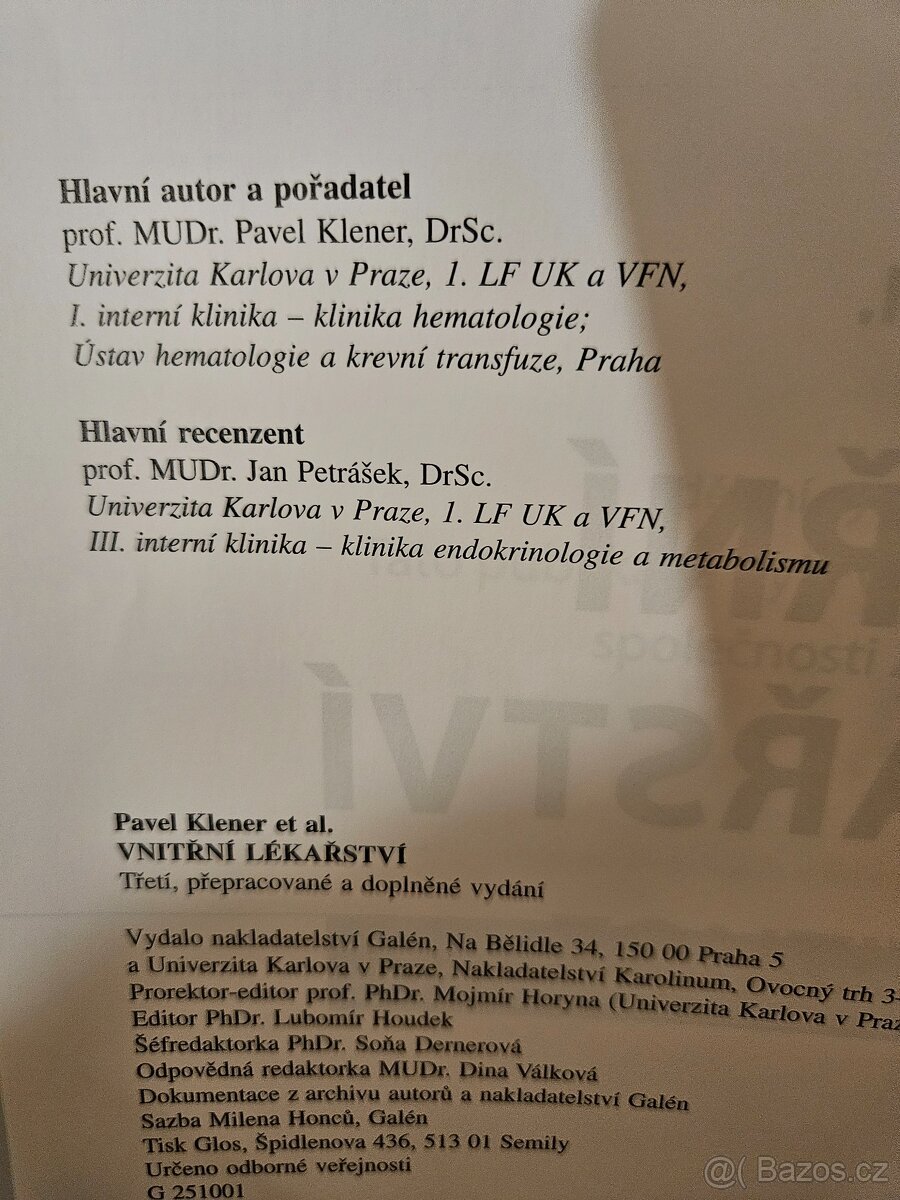 Hlavní autor a pořadatel
prof. MUDr. Pavel Klener, DrSc.
Univerzita Karlova v Praze, 1. LF UK a VFN,
I. interní klinika – klinika hematologie;
Ústav hematologie a krevní transfuze, Praha
Hlavní recenzent
prof. MUDr. Jan Petrášek, DrSc.
Univerzita Karlova v Praze, 1. LF UK a VFN,
III. interní klinika – klinika endokrinologie a metabolismu
Pavel Klener et al.
VNITŘNÍ LÉKAŘSTVÍ
Třetí, přepracované a doplněné vydání
Vydalo nakladatelství Galén, Na Bělidle 34, 150 00 Praha 5
a Univerzita Karlova v Praze, Nakladatelství Karolinum, Ovocný trh 3-
Prorektor-editor prof. PhDr. Mojmír Horyna (Univerzita Karlova v Praz
Editor PhDr. Lubomír Houdek
Šéfredaktorka PhDr. Soňa Dernerová
Odpovědná redaktorka MUDr. Dina Válková
Dokumentace z archivu autorů a nakladatelství Galén
Sazba Milena Honců, Galén
Tisk Glos, Špidlenova 436, 513 01 Semily
Určeno odborné veřejnosti
G 251001
@( Bazos.cz